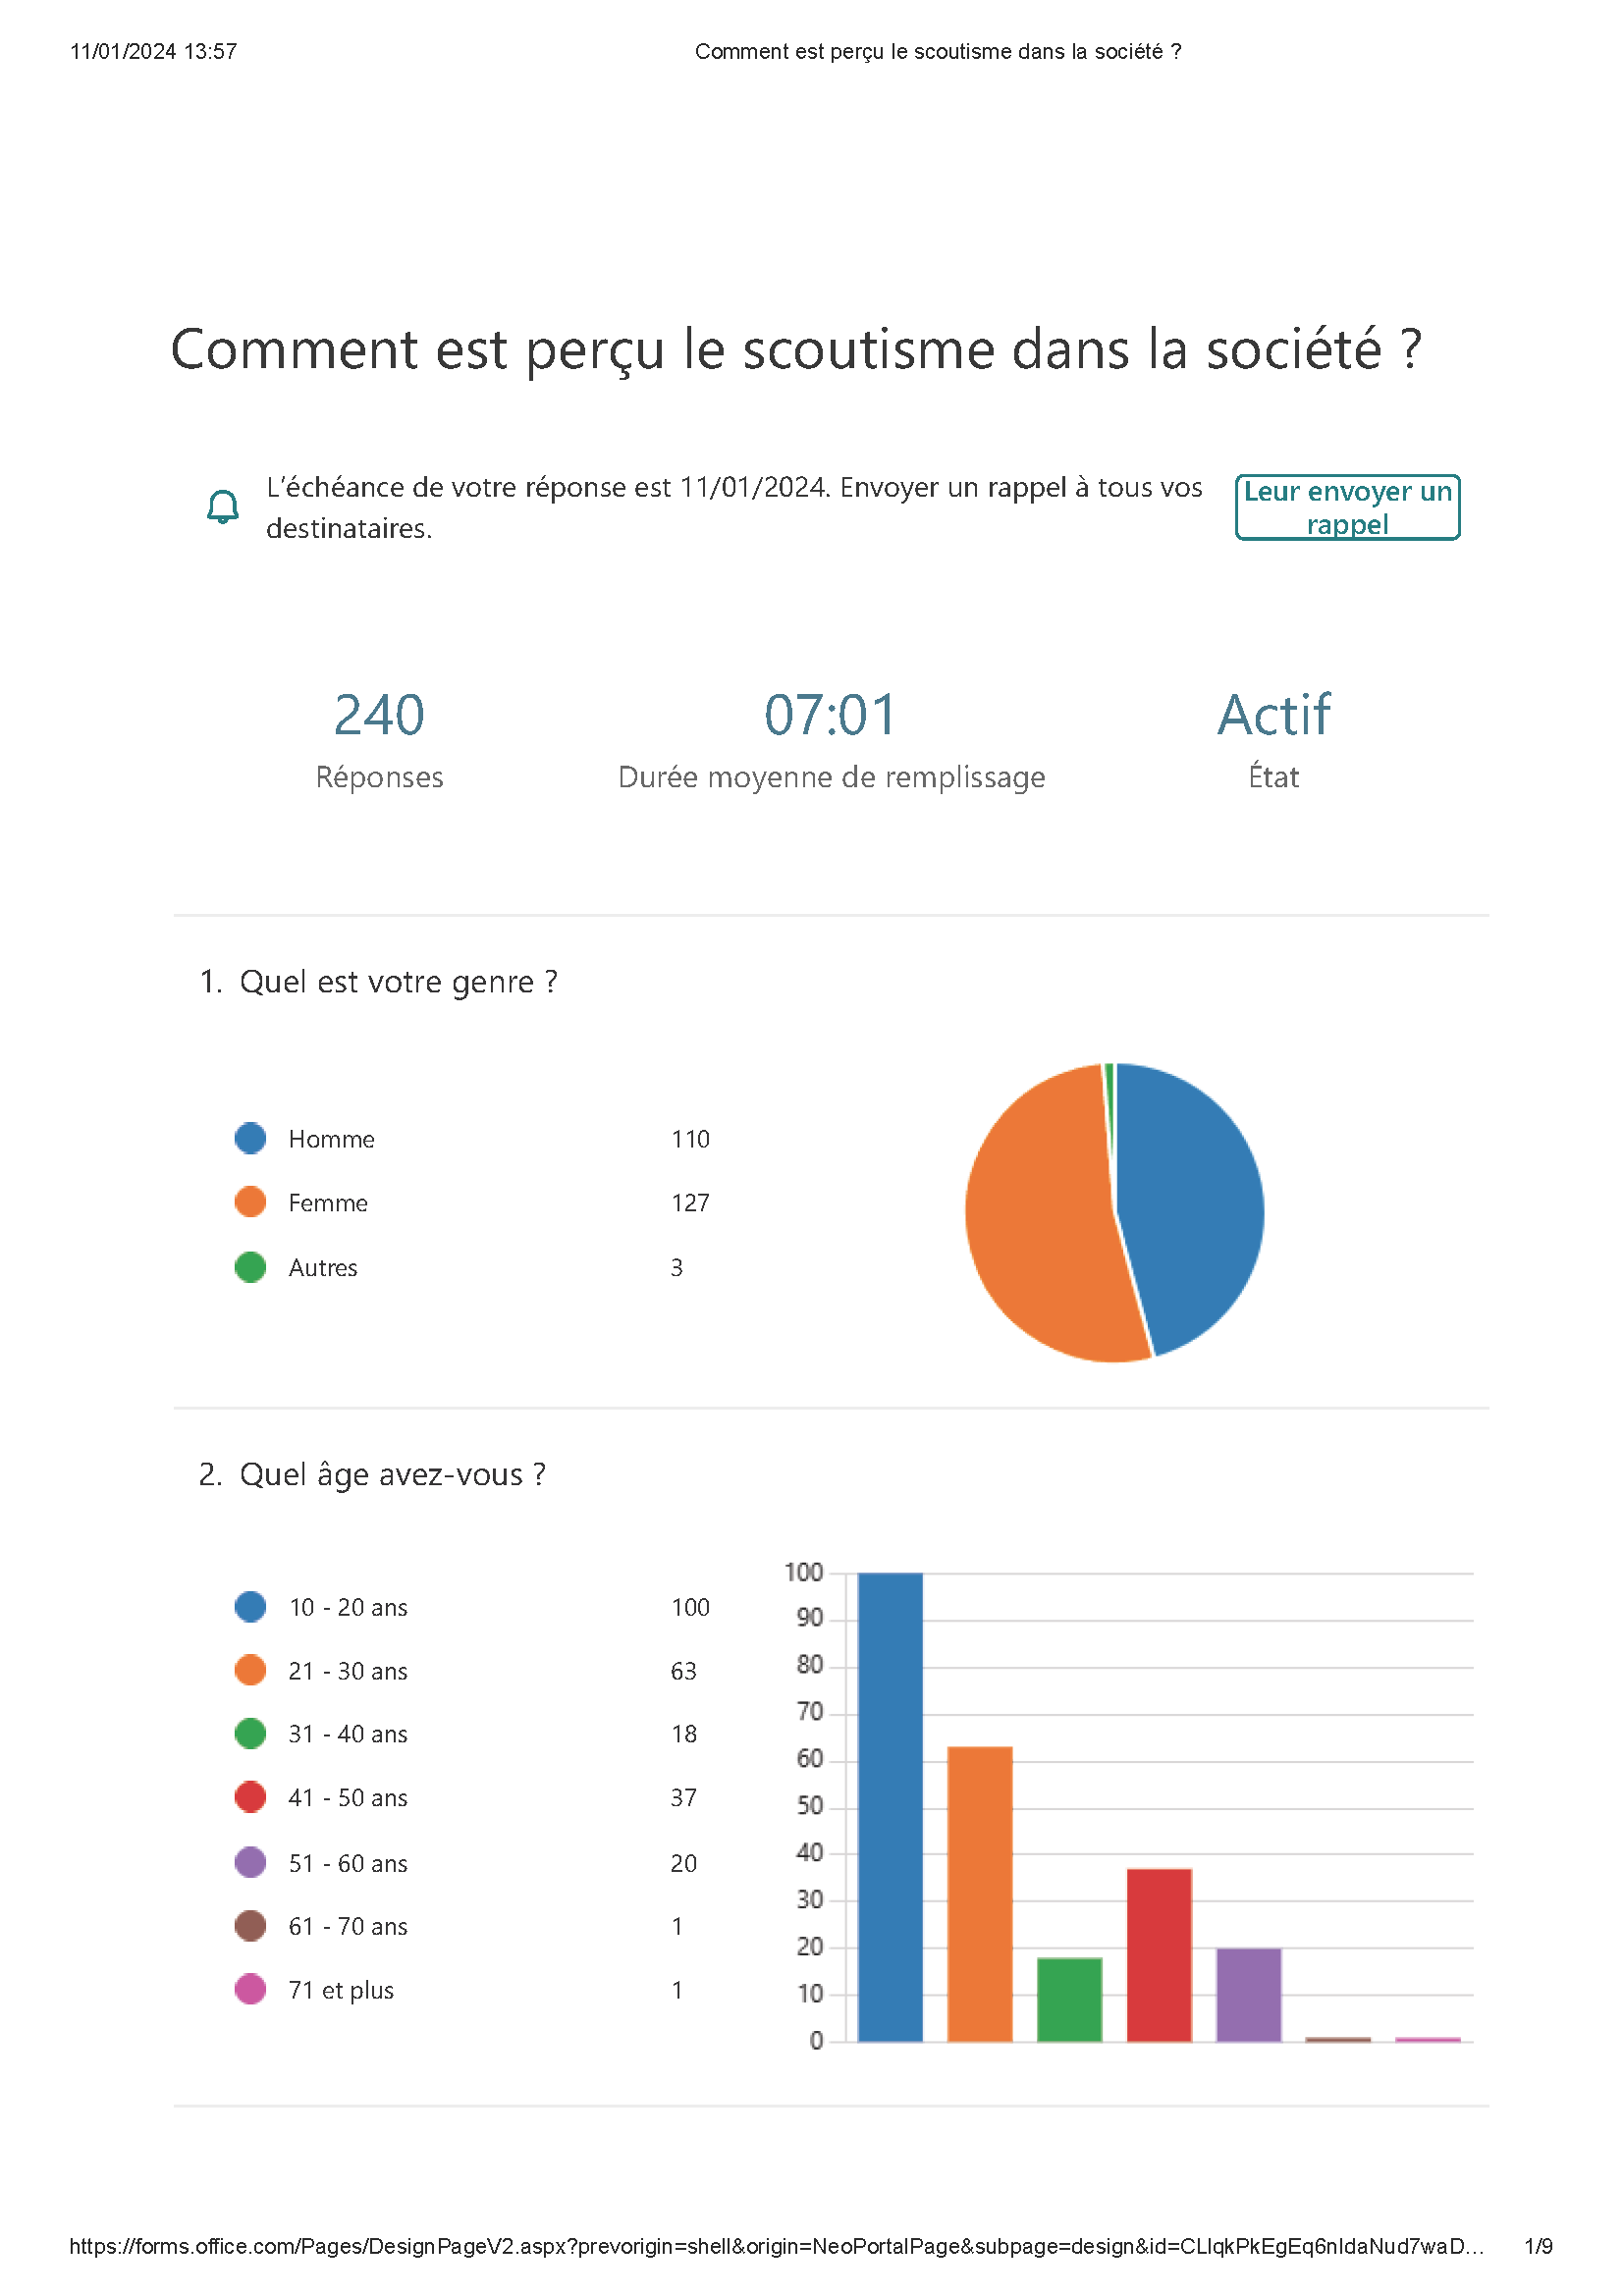 11/01/2024 13:57
Comment est perçu le scoutisme dans la société ?
Comment est perçu le scoutisme dans la société ?
L'échéance de votre réponse est 11/01/2024. Envoyer un rappel à tous vos
destinataires.
Leur envoyer un
rappel
240
Réponses
07:01
Durée moyenne de remplissage
Actif
État
1. Quel est votre genre ?
Homme 110
Femme 127
Autres 3
2. Quel âge avez-vous ?
10 - 20 ans 100
21 - 30 ans 63
31 - 40 ans 18
41 - 50 ans 37
51 - 60 ans 20
61 - 70 ans 1
71 et plus 1
100
90
80
70
60
50
40
30
20
10
0
https://forms.office.com/Pages/DesignPageV2.aspx?prevorigin=shell&origin=NeoPortalPage&subpage=design&id=CLIqkPkEgEq6nIdaNud7waD…
1/9